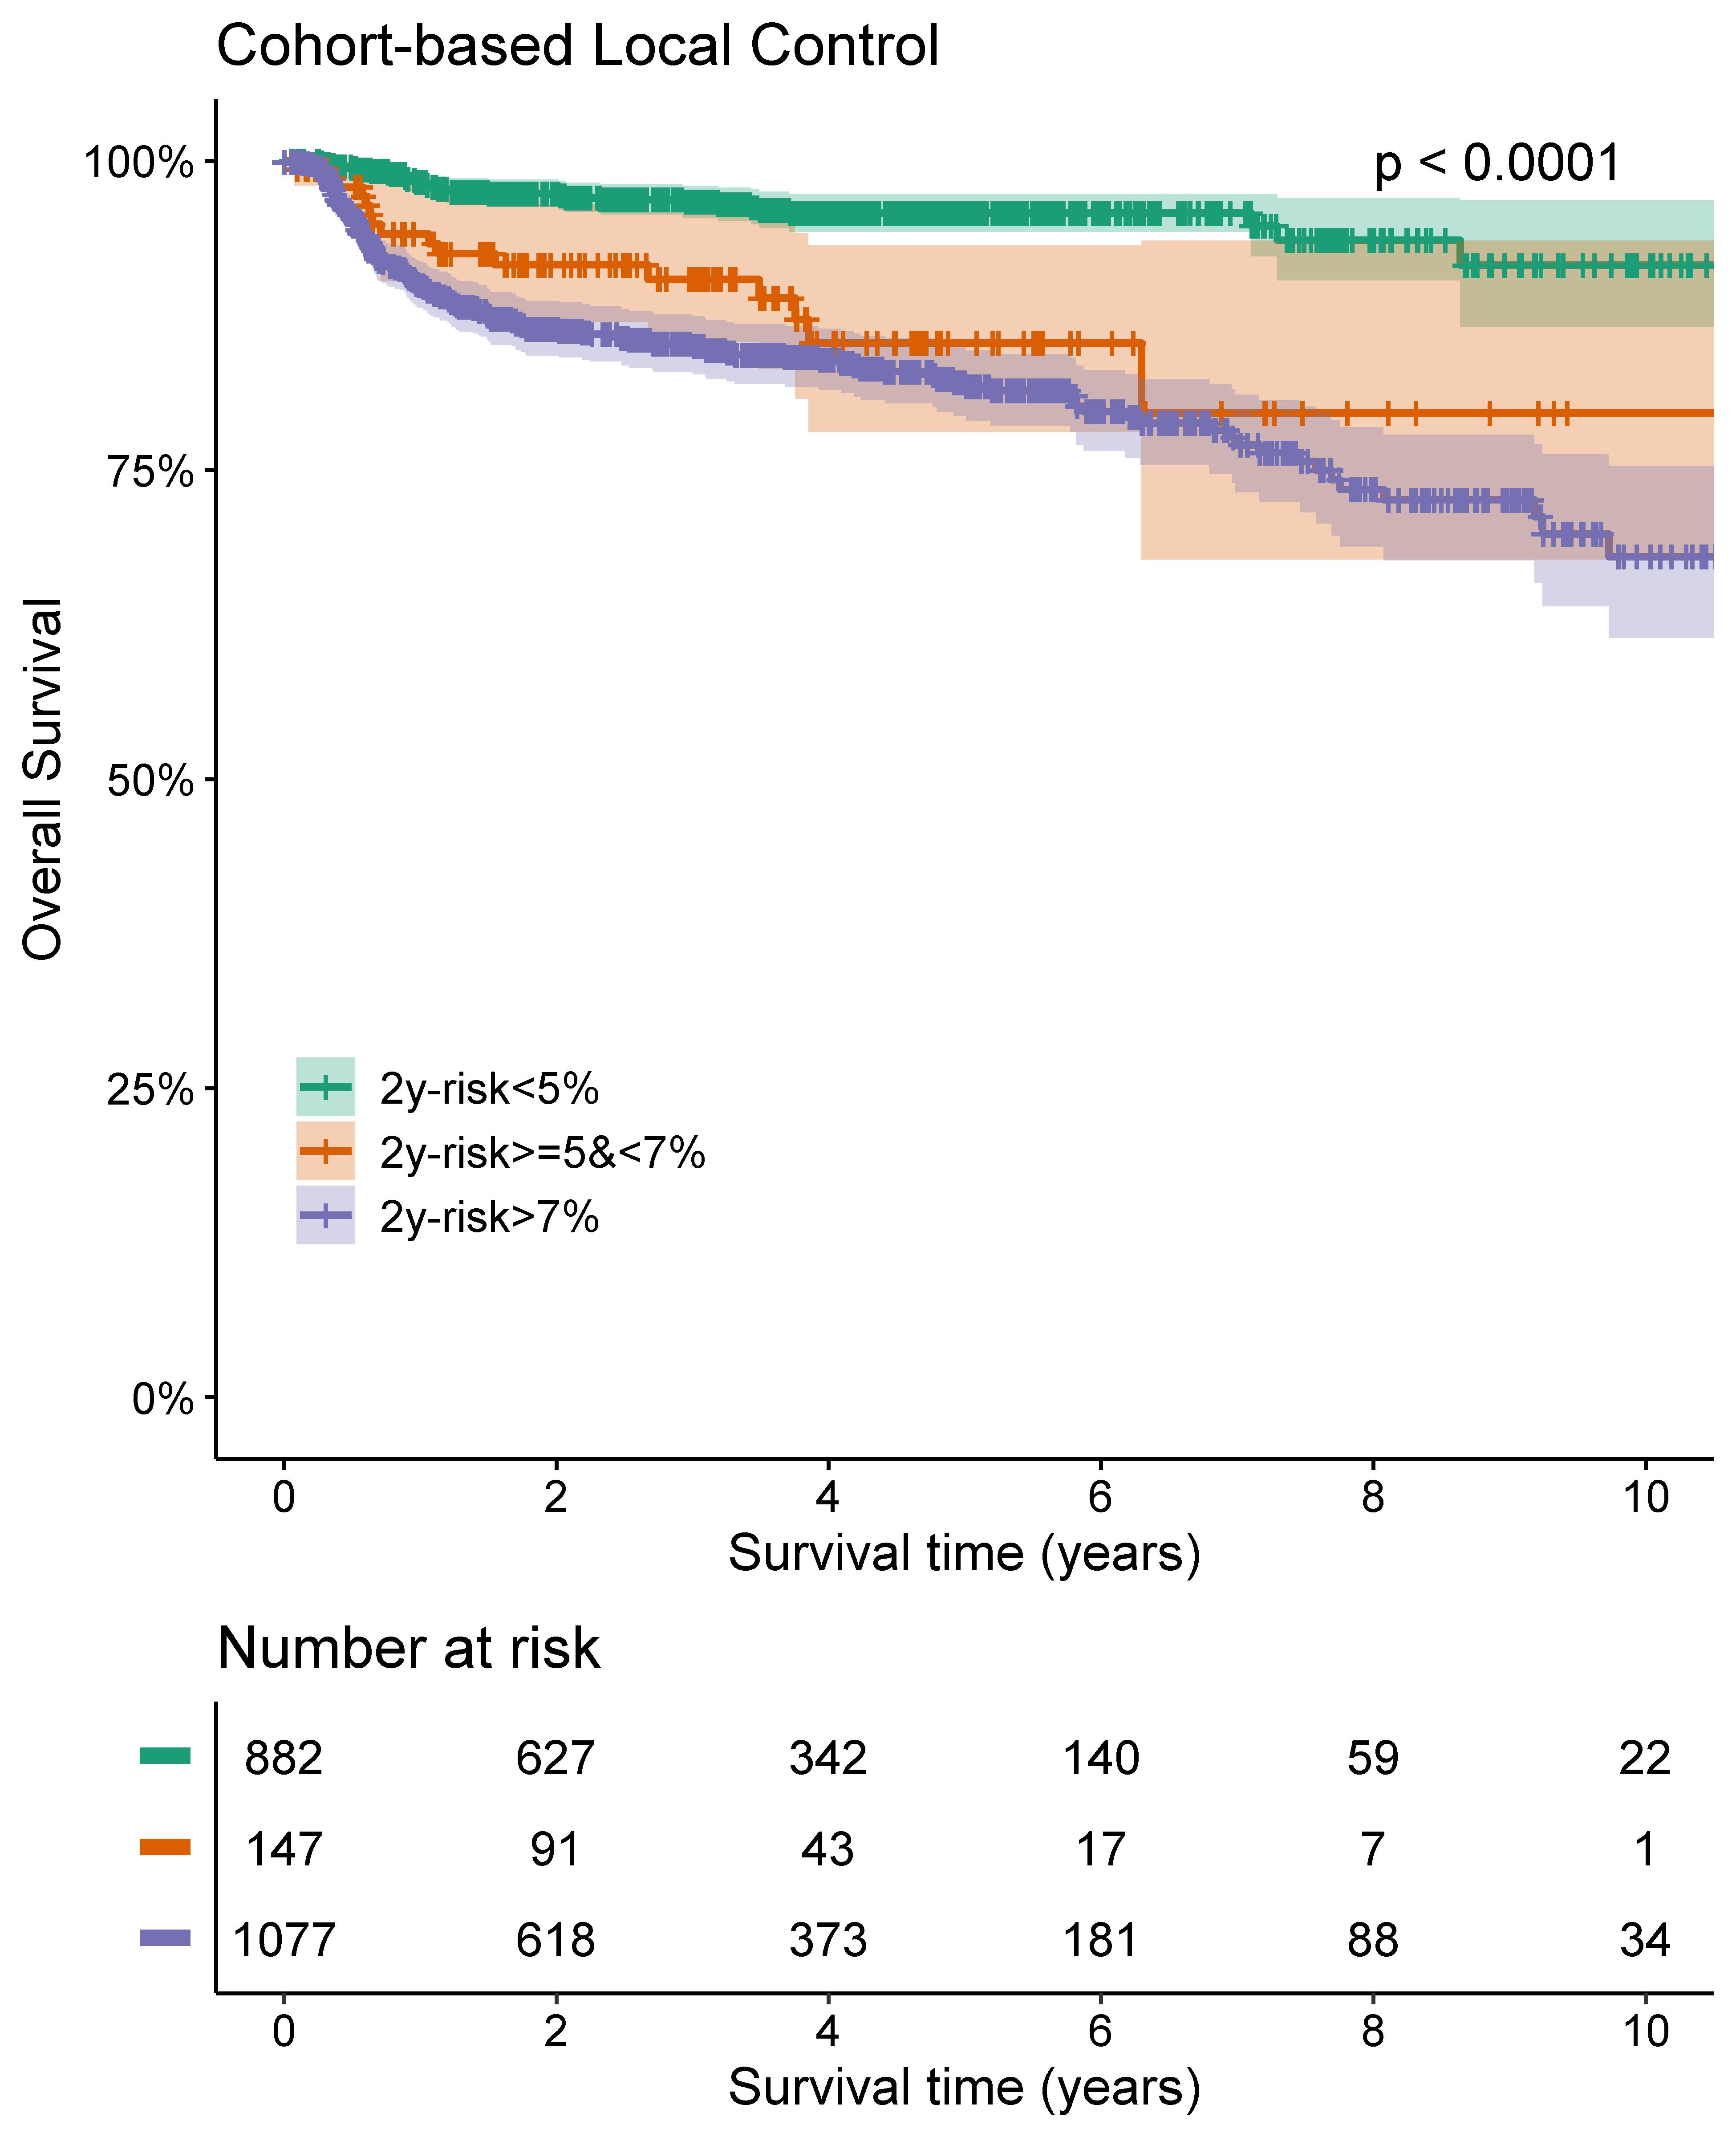 Cohort-based Local Control
p < 0.0001
Overall Survival
100%
75%
50%
25%
0%
2y-risk<5%
2y-risk>=5&<7%
2y-risk>7%
0 2 4 6 8 10
Survival time (years)
Number at risk
882 627 342 140 59 22
147 91 43 17 7 1
1077 618 373 181 88 34
0 2 4 6 8 10
Survival time (years)